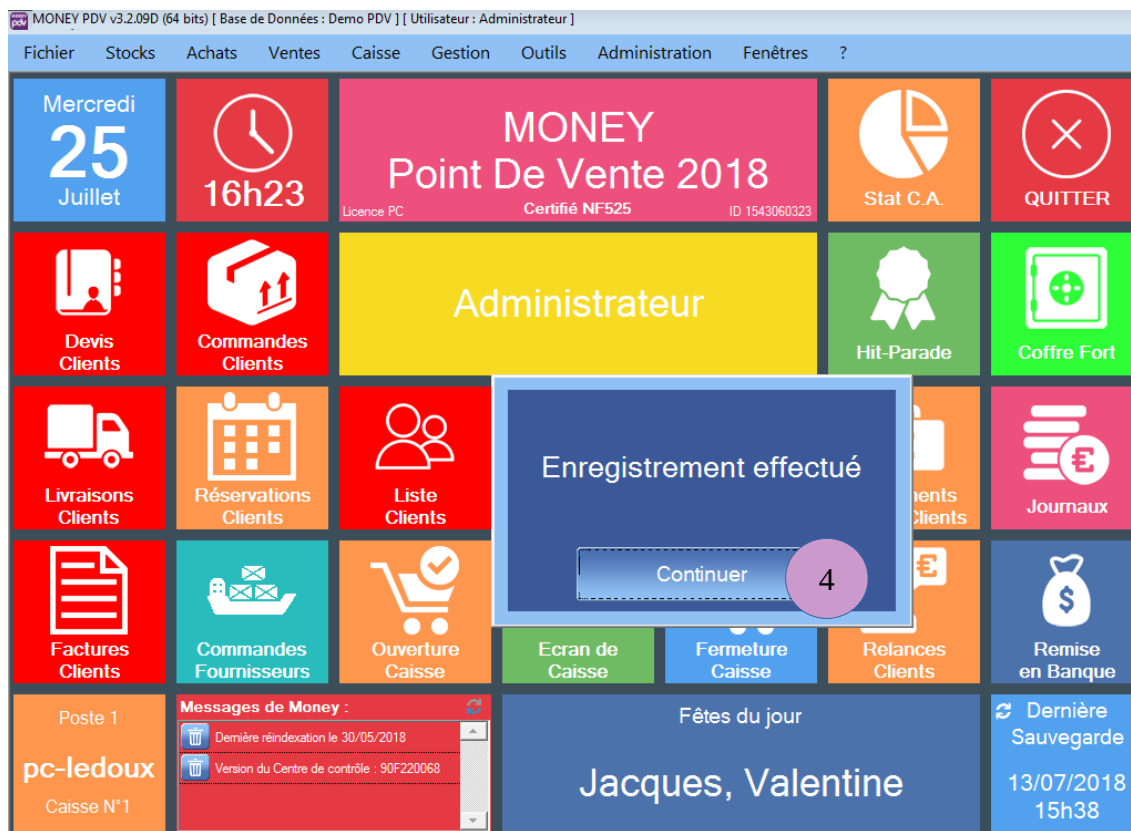 MONEY PDV v3.2.09D (64 bits) [ Base de Données : Demo PDV ] [ Utilisateur : Administrateur ]
Fichier Stocks Achats Ventes Caisse Gestion Outils Administration Fenêtres ?
Mercredi
25
Juillet
16h23
MONEY
Point De Vente 2018
Licence PC
Certifié NF525
ID 1543060323
Stat C.A.
QUITTER
Devis
Clients
Commandes
Clients
Administrateur
Hit-Parade
Coffre Fort
Livraisons
Clients
Réservations
Clients
Liste
Clients
Enregistrement effectué
Continuer
4
Clients
Journaux
Factures
Clients
Commandes
Fournisseurs
Ouverture
Caisse
Ecran de
Caisse
Fermeture
Caisse
Relances
Clients
Remise
en Banque
Poste 1
pc-ledoux
Caisse N°1
Messages de Money :
Dernière réindexation le 30/05/2018
Version du Centre de contrôle : 90F220068
Fêtes du jour
Jacques, Valentine
Dernière
Sauvegarde
13/07/2018
15h38